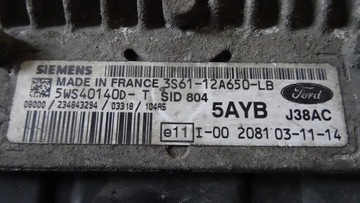 SIEMENS
MADE IN FRANCE 3S61-12A650-LB
5WS40140D-T SID 804
08000 / 234843294 / 03318 / 104A5
5AYB J38AC
Ford
e11 I-00 2081 03-11-14